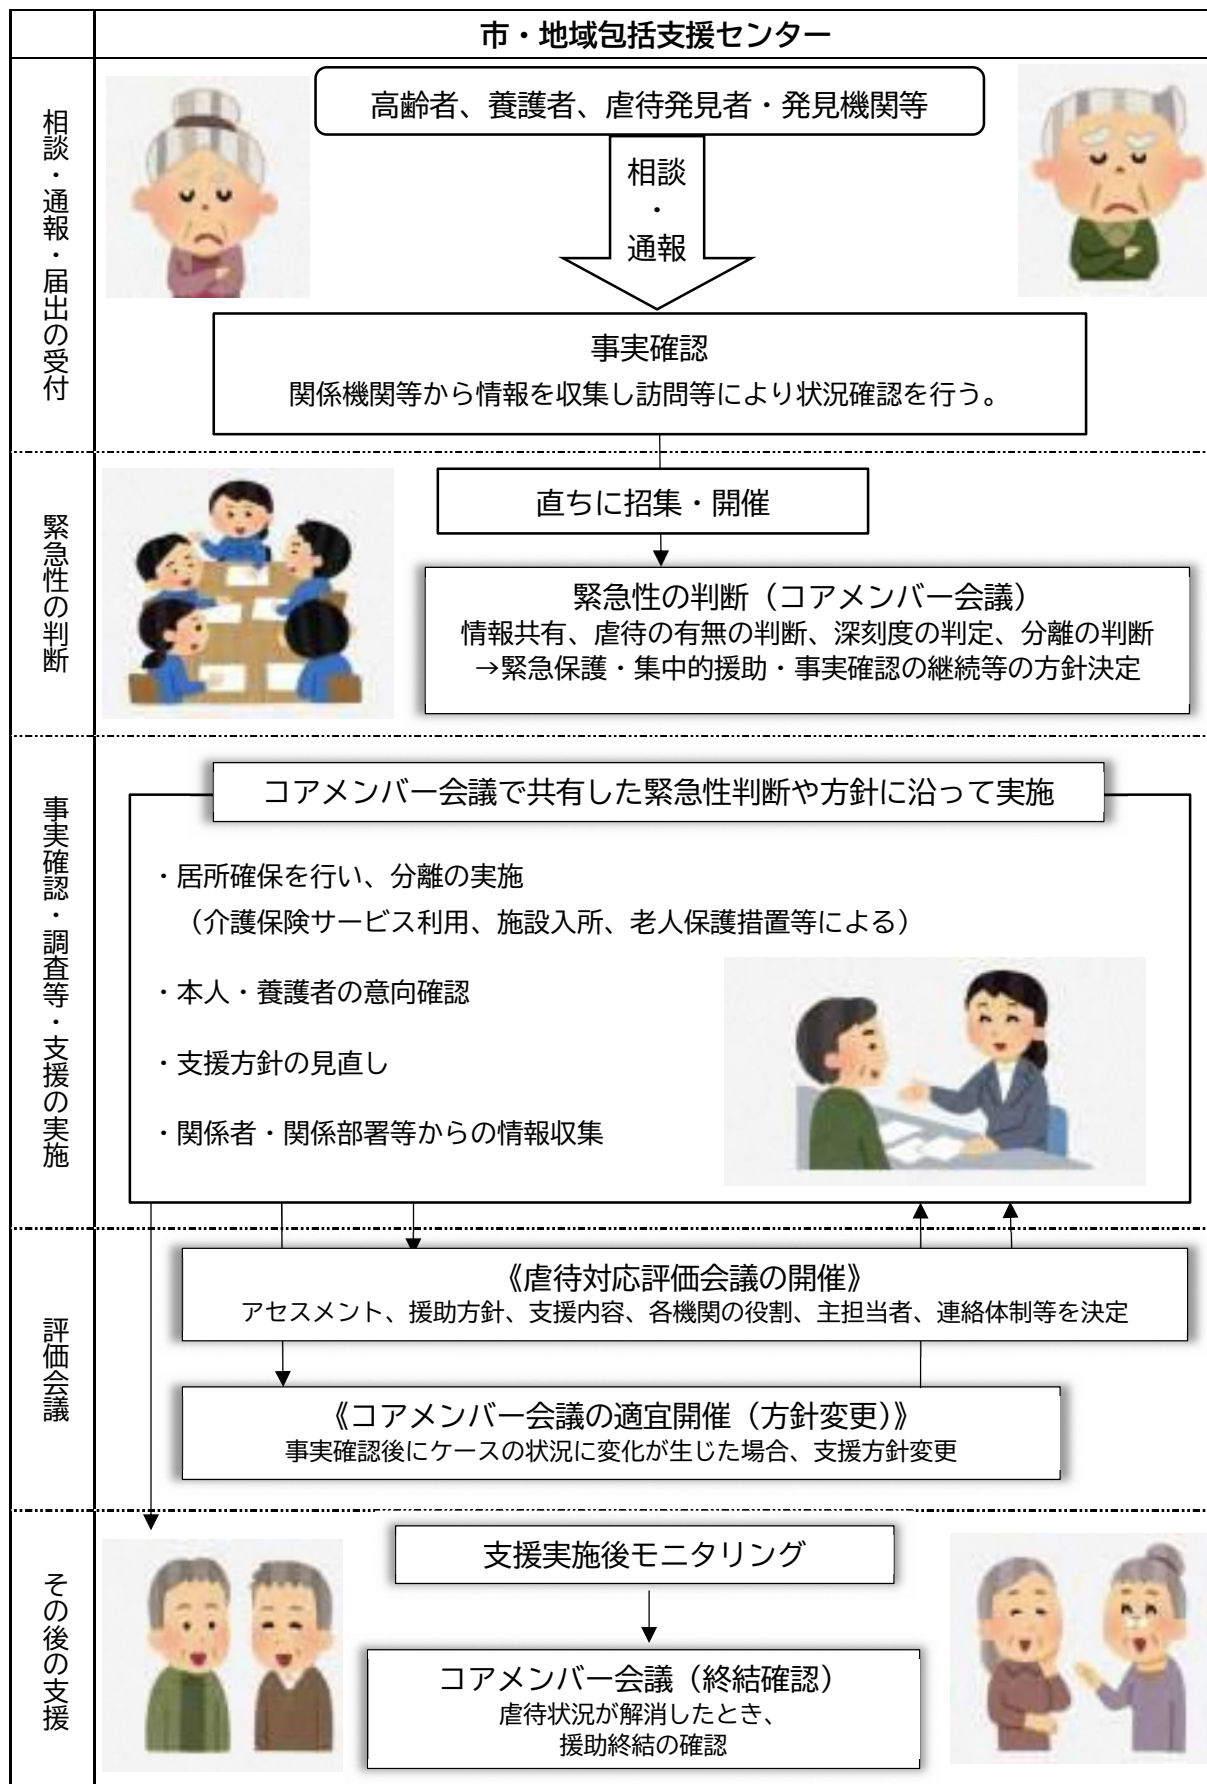 市・地域包括支援センター
相談・通報・届出の受付
高齢者、養護者、虐待発見者・発見機関等
相談
・
通報
事実確認
関係機関等から情報を収集し訪問等により状況確認を行う。
緊急性の判断
直ちに招集・開催
緊急性の判断（コアメンバー会議）
情報共有、虐待の有無の判断、深刻度の判定、分離の判断
→緊急保護・集中的援助・事実確認の継続等の方針決定
事実確認・調査等・支援の実施
コアメンバー会議で共有した緊急性判断や方針に沿って実施
・居所確保を行い、分離の実施
（介護保険サービス利用、施設入所、老人保護措置等による）
・本人・養護者の意向確認
・支援方針の見直し
・関係者・関係部署等からの情報収集
評価会議
《虐待対応評価会議の開催》
アセスメント、援助方針、支援内容、各機関の役割、主担当者、連絡体制等を決定
《コアメンバー会議の適宜開催（方針変更）》
事実確認後にケースの状況に変化が生じた場合、支援方針変更
その後の支援
支援実施後モニタリング
コアメンバー会議（終結確認）
虐待状況が解消したとき、
援助終結の確認